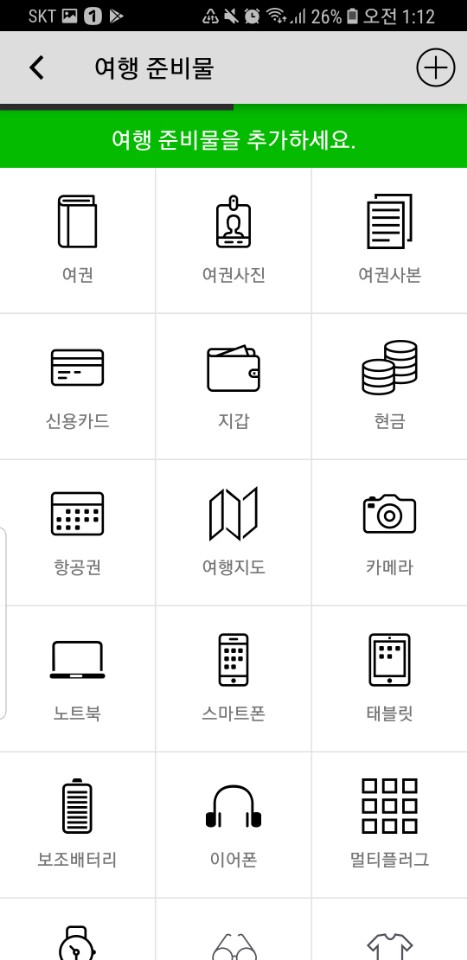 SKT 1 26% 오전 1:12
여행 준비물
여행 준비물을 추가하세요.
여권 여권사진 여권사본
신용카드 지갑 현금
항공권 여행지도 카메라
노트북 스마트폰 태블릿
보조배터리 이어폰 멀티플러그